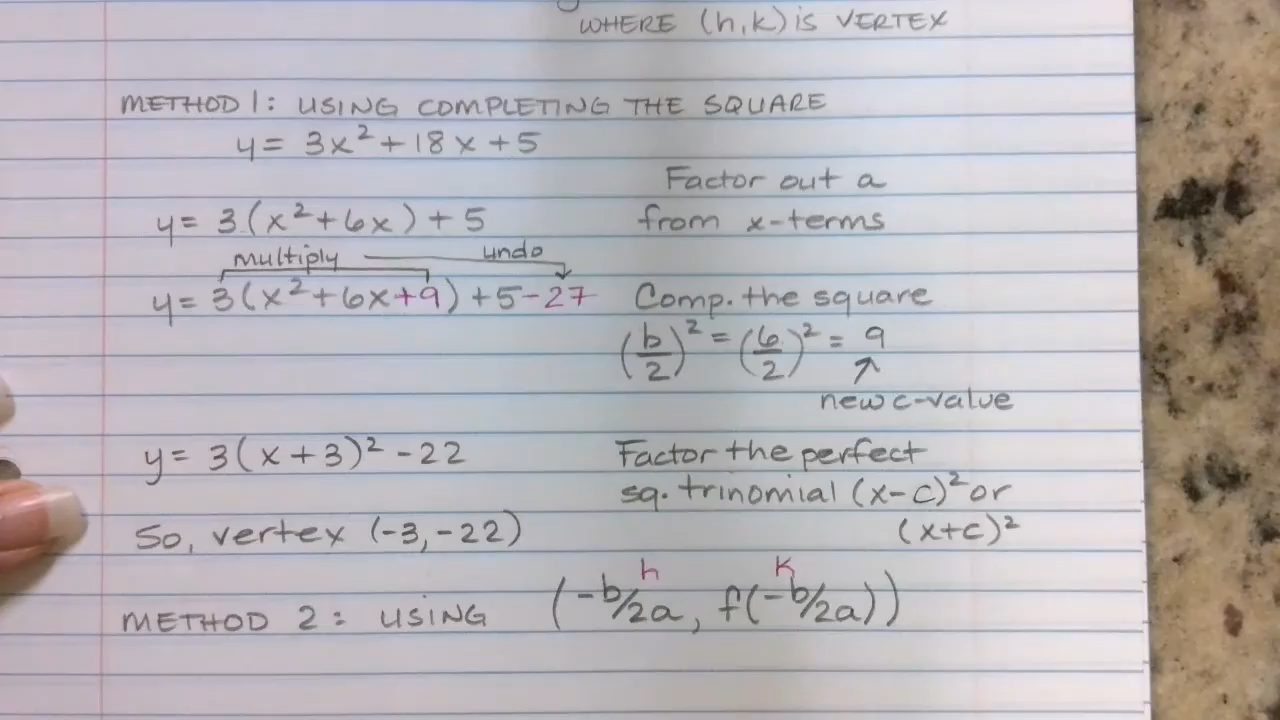 WHERE (h,k) is VERTEX
METHOD 1: USING COMPLETING THE SQUARE
y = 3x² + 18x + 5
Factor out a
y = 3(x² + 6x) + 5 from x-terms
multiply undo
y = 3(x² + 6x + 9) + 5 - 27 Comp. the square
(b/2)² = (6/2)² = 9
new c-value
y = 3(x + 3)² - 22 Factor the perfect
sq. trinomial (x-c)² or
So, vertex (-3, -22) (x+c)²
h k
METHOD 2: USING (-b/2a, f(-b/2a))